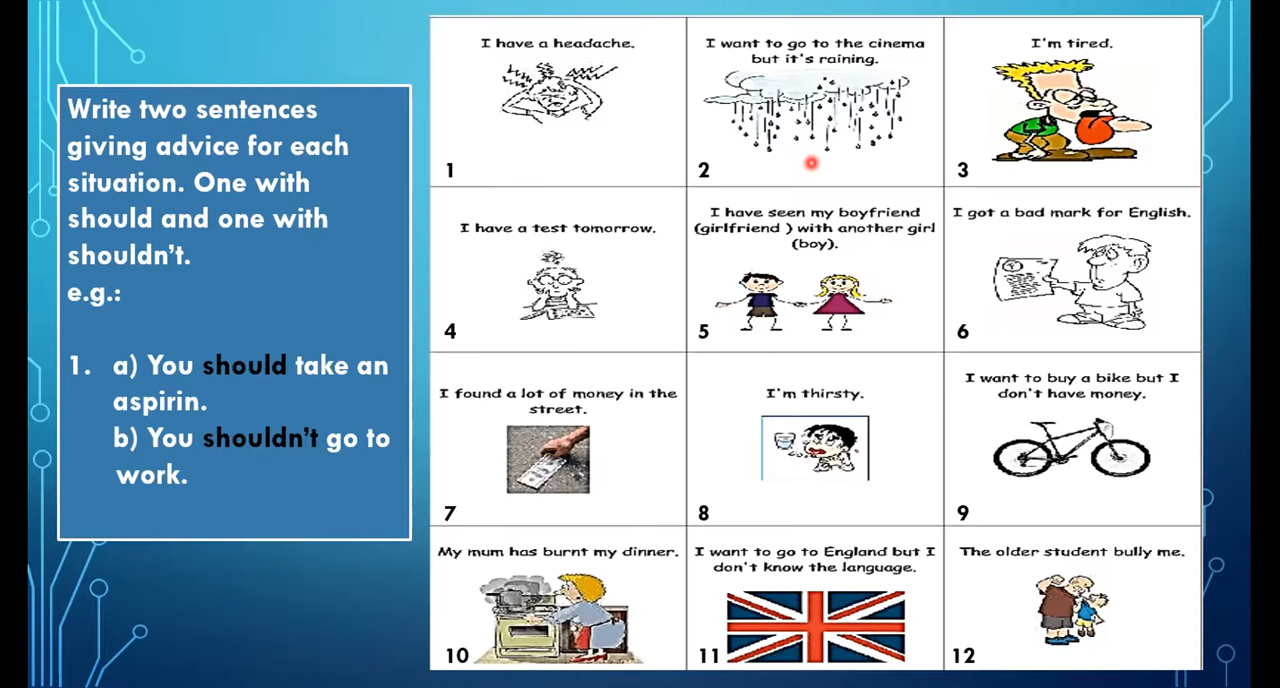 Write two sentences
giving advice for each
situation. One with
should and one with
shouldn't.
e.g.:
1. a) You should take an
aspirin.
b) You shouldn't go to
work.
I have a headache.
1
I want to go to the cinema
but it's raining.
2
I'm tired.
3
I have a test tomorrow.
4
I have seen my boyfriend
(girlfriend ) with another girl
(boy).
5
I got a bad mark for English.
6
I found a lot of money in the
street.
7
I'm thirsty.
8
I want to buy a bike but I
don't have money.
9
My mum has burnt my dinner.
10
I want to go to England but I
don't know the language.
11
The older student bully me.
12